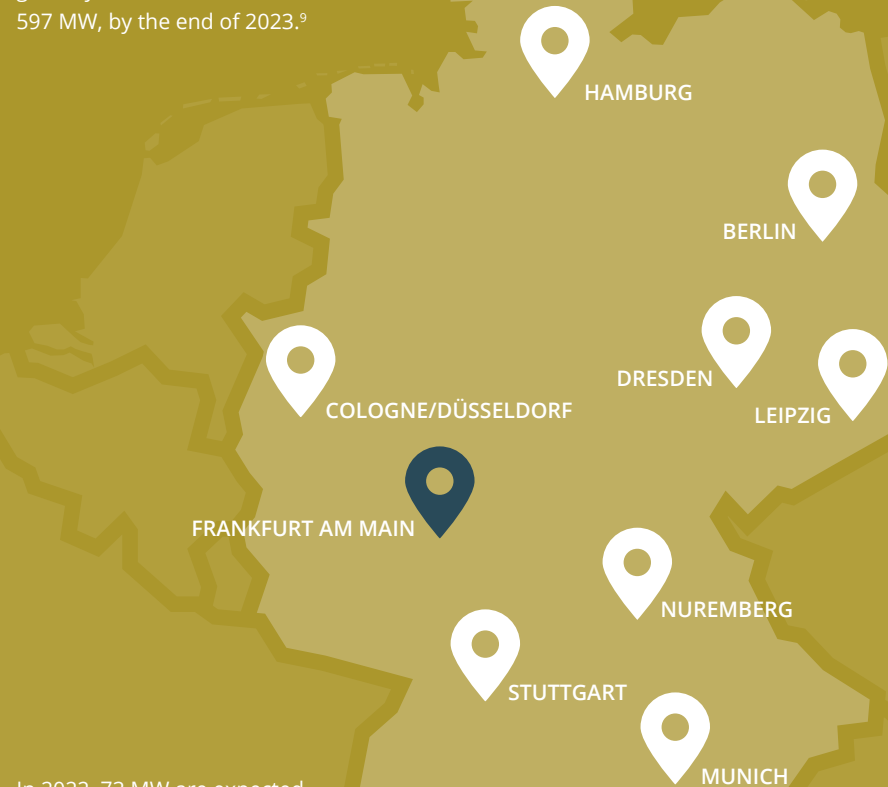 597 MW, by the end of 2023.⁹
HAMBURG
BERLIN
DRESDEN
LEIPZIG
COLOGNE/DÜSSELDORF
FRANKFURT AM MAIN
NUREMBERG
STUTTGART
MUNICH